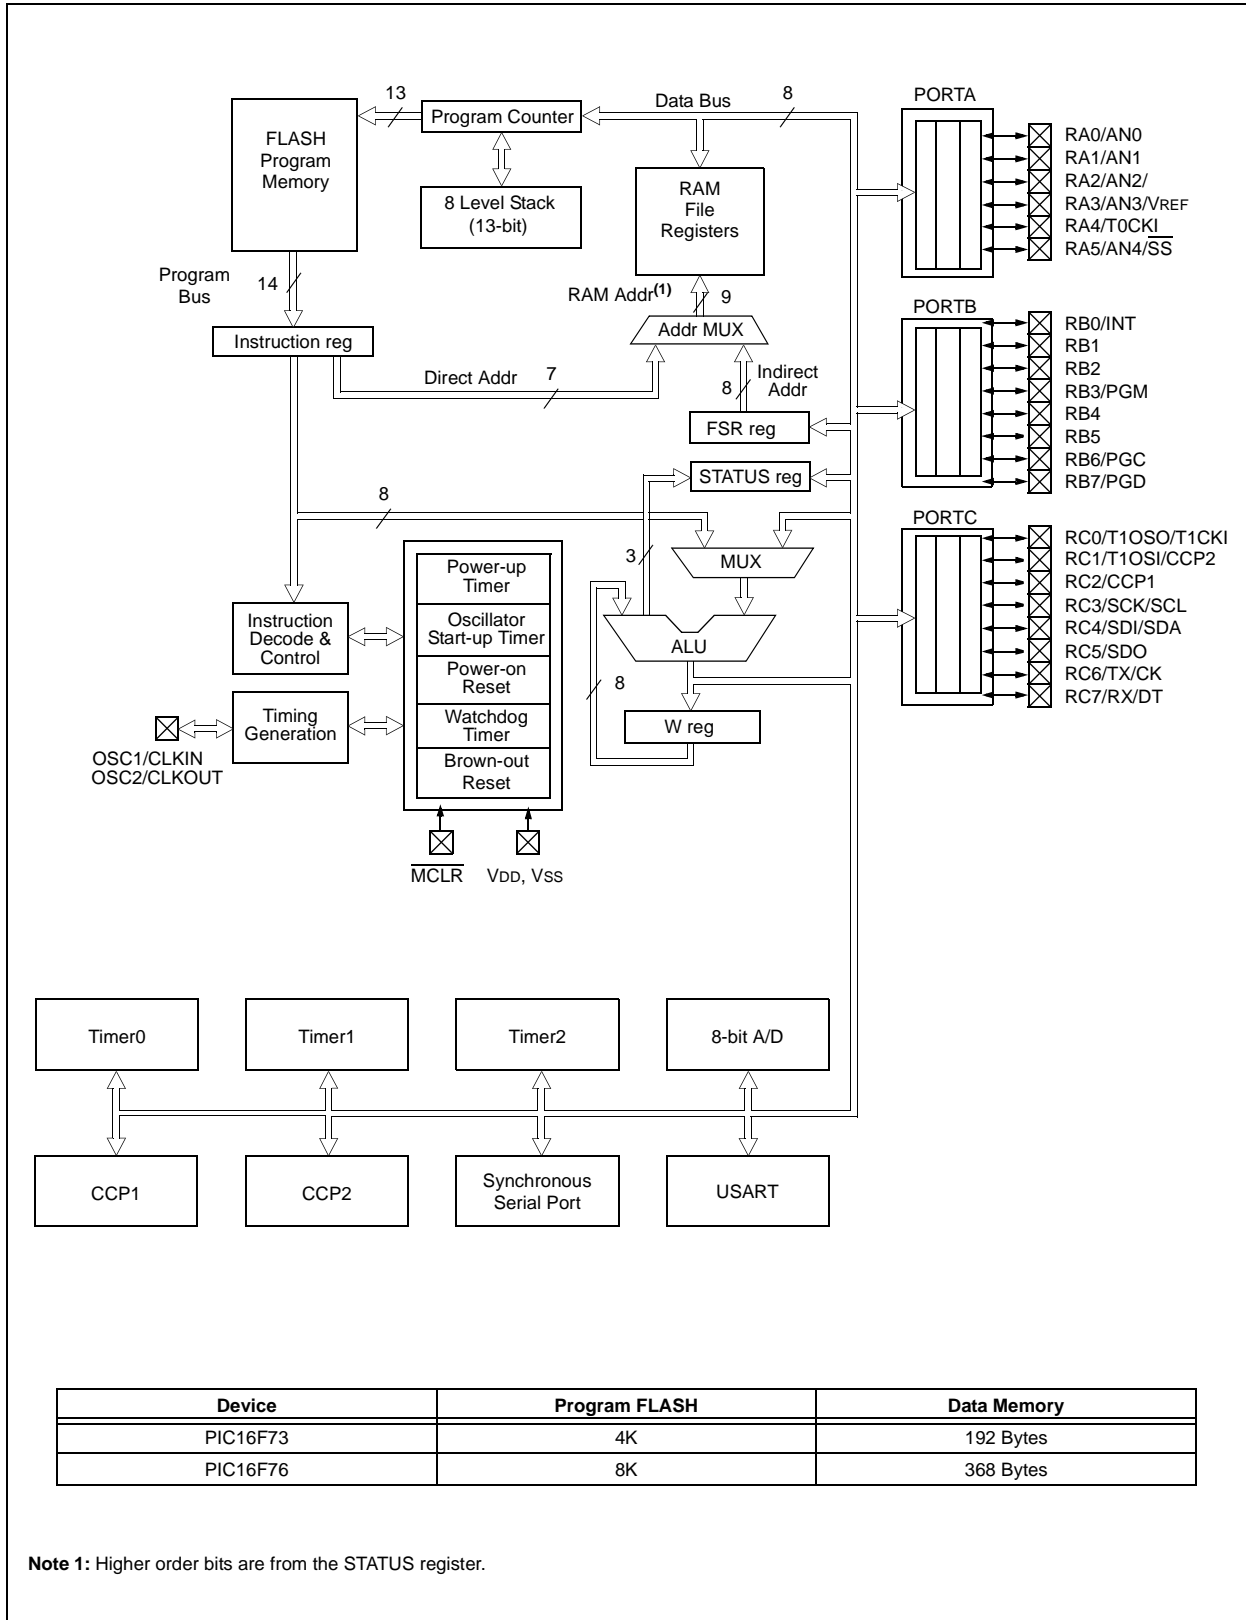 FLASH
Program
Memory
13
Program Counter
8 Level Stack
(13-bit)
Data Bus
8
RAM
File
Registers
Program
Bus
14
Instruction reg
RAM Addr(1)
9
Addr MUX
Direct Addr
7
Indirect
Addr
8
FSR reg
STATUS reg
8
3
MUX
ALU
8
W reg
Power-up
Timer
Oscillator
Start-up Timer
Power-on
Reset
Watchdog
Timer
Brown-out
Reset
Instruction
Decode &
Control
Timing
Generation
OSC1/CLKIN
OSC2/CLKOUT
MCLR
VDD, VSS
PORTA
RA0/AN0
RA1/AN1
RA2/AN2/
RA3/AN3/VREF
RA4/T0CKI
RA5/AN4/SS
PORTB
RB0/INT
RB1
RB2
RB3/PGM
RB4
RB5
RB6/PGC
RB7/PGD
PORTC
RC0/T1OSO/T1CKI
RC1/T1OSI/CCP2
RC2/CCP1
RC3/SCK/SCL
RC4/SDI/SDA
RC5/SDO
RC6/TX/CK
RC7/RX/DT
Timer0
Timer1
Timer2
8-bit A/D
CCP1
CCP2
Synchronous
Serial Port
USART
Device Program FLASH Data Memory
PIC16F73 4K 192 Bytes
PIC16F76 8K 368 Bytes
Note 1: Higher order bits are from the STATUS register.